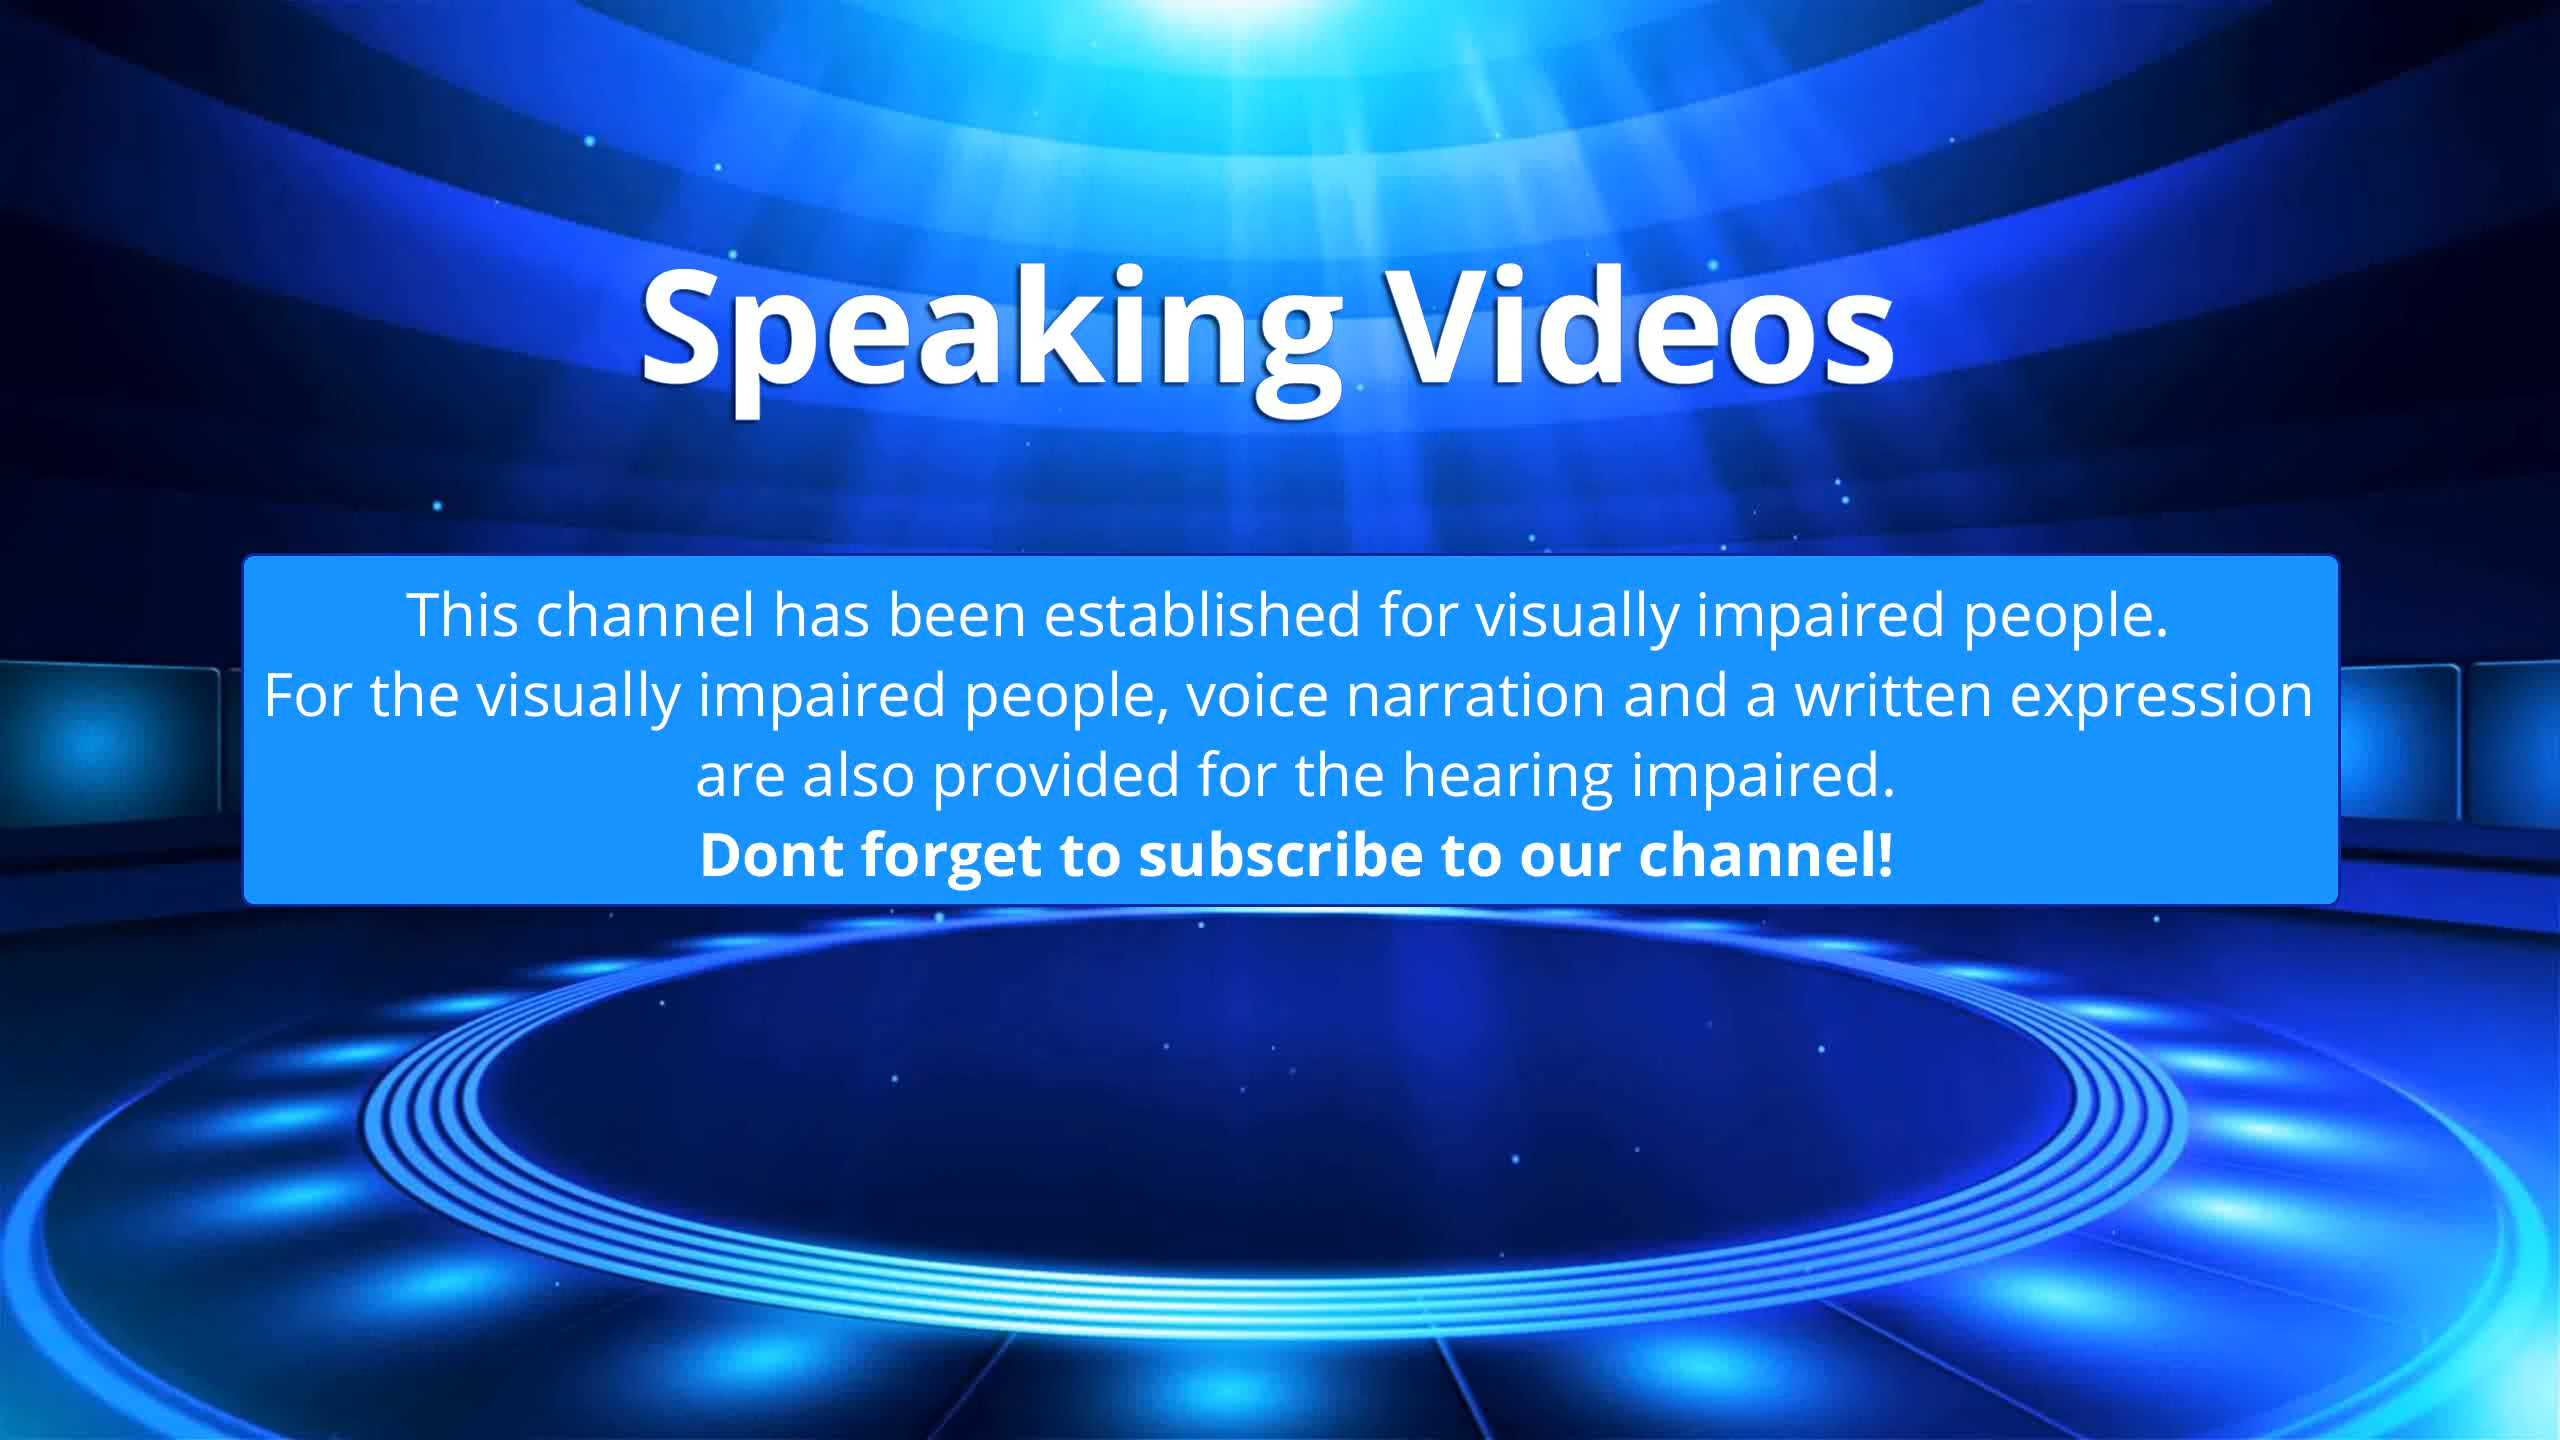 Speaking Videos
This channel has been established for visually impaired people.
For the visually impaired people, voice narration and a written expression
are also provided for the hearing impaired.
Dont forget to subscribe to our channel!